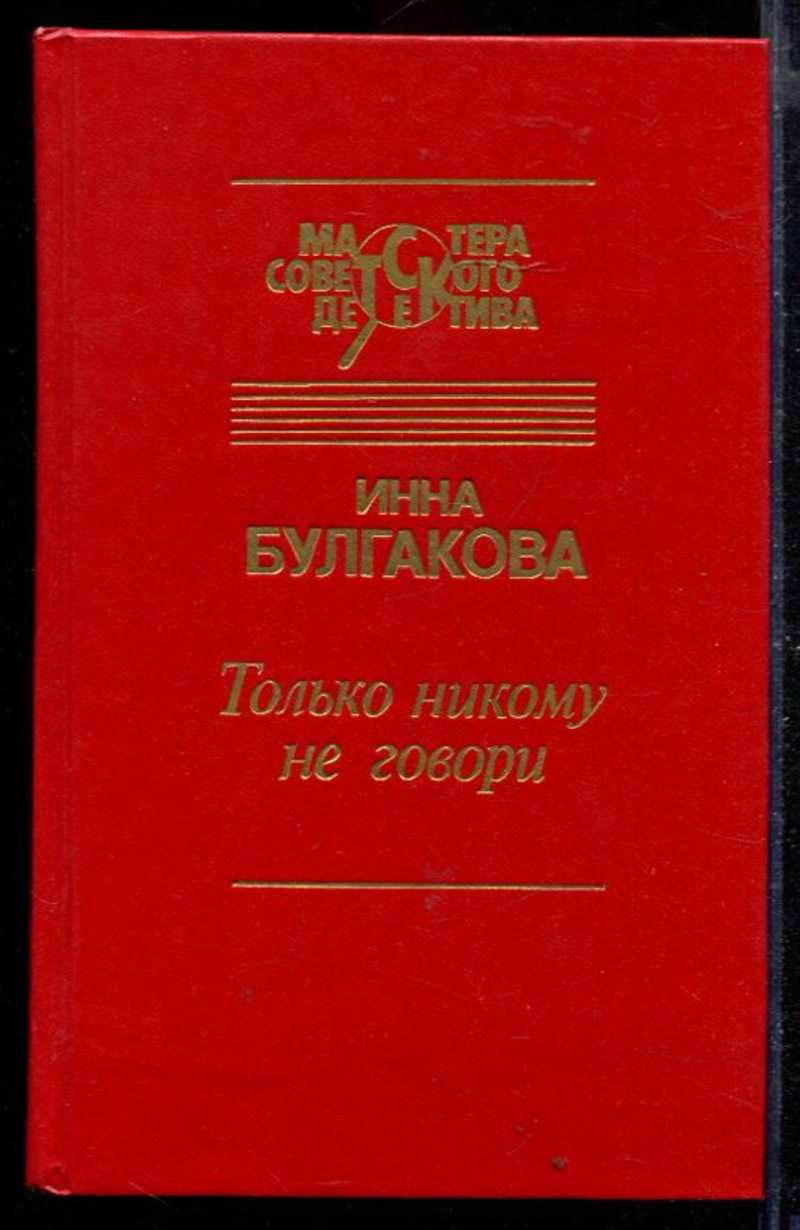 МАСТЕРА
СОВЕТСКОГО
ДЕТЕКТИВА
ИННА
БУЛГАКОВА
Только никому
не говори